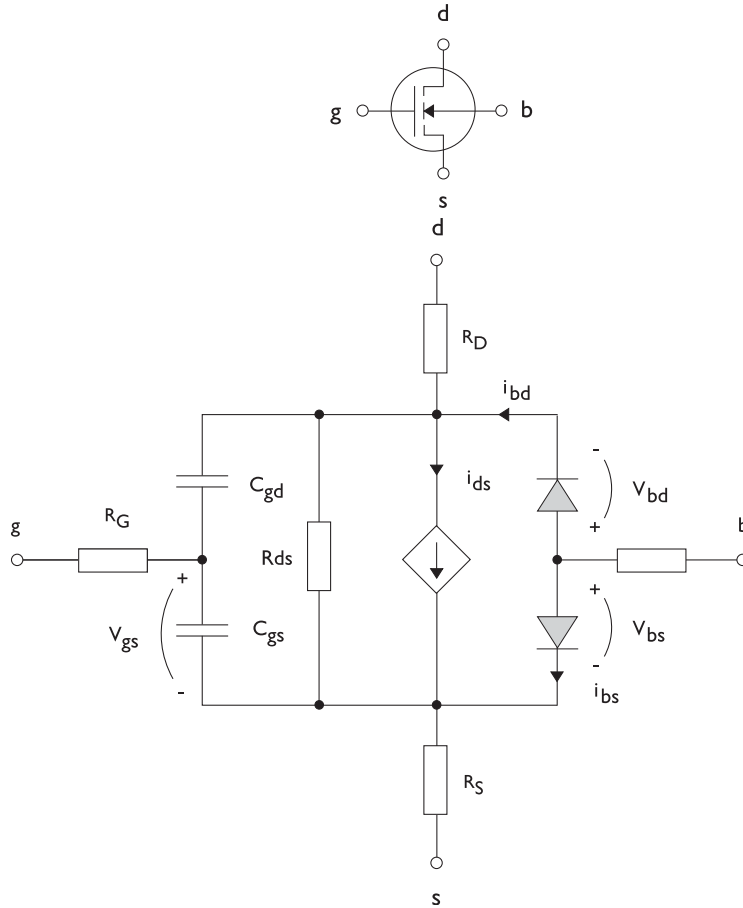 d
g
b
s
d
R_D
i_bd
C_gd
i_ds
-
V_bd
+
g
R_G
Rds
b
+
V_gs
-
C_gs
+
V_bs
-
i_bs
R_S
s